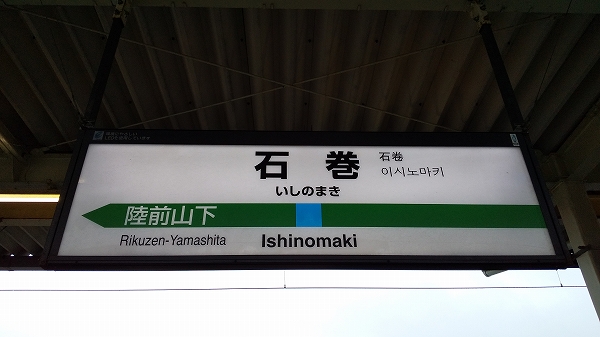 石巻
石巻
이시노마키
いしのまき
陸前山下
Rikuzen-Yamashita
Ishinomaki